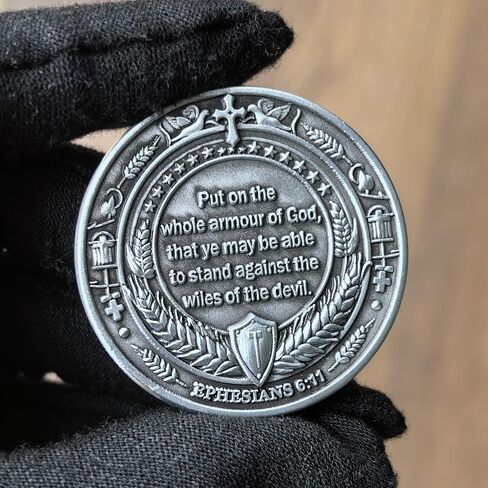 Put on the
whole armour of God,
that ye may be able
to stand against the
wiles of the devil.
EPHESIANS 6:11